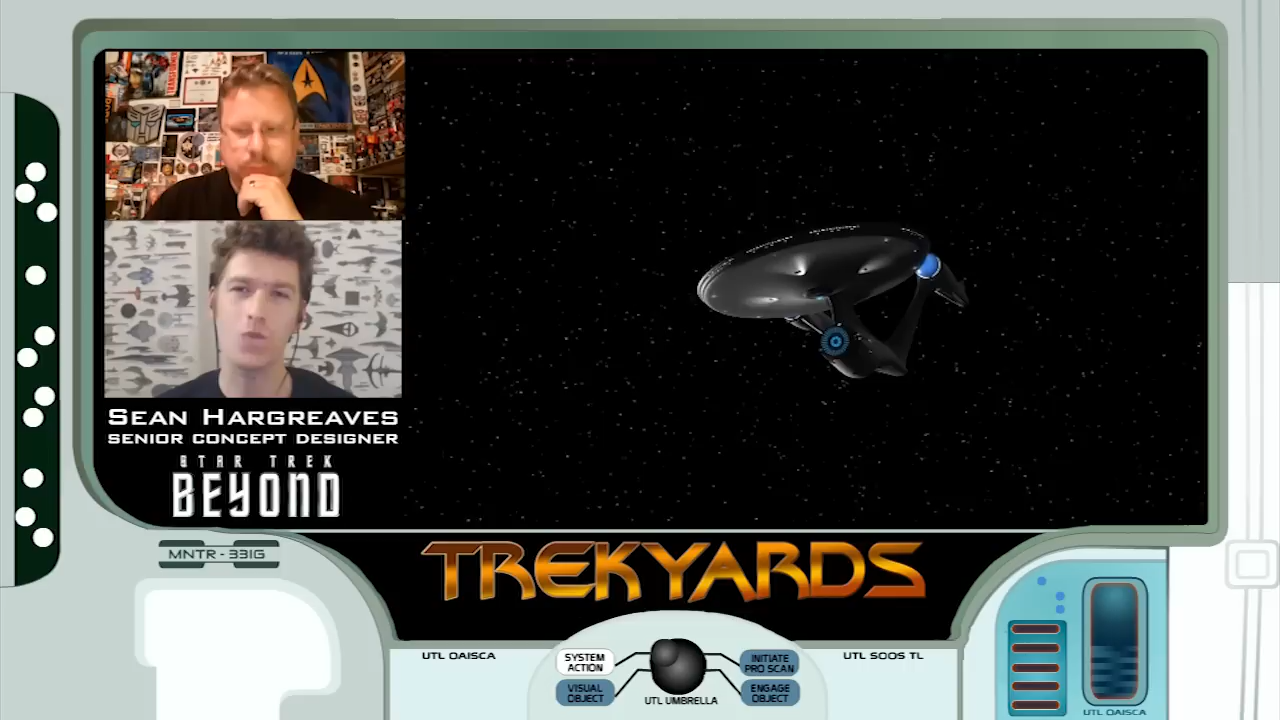 TRANSFORMERS
SEAN HARGREAVES
SENIOR CONCEPT DESIGNER
STAR TREK
BEYOND
MNTR - 331G
TREKYARDS
UTL OAISCA
SYSTEM
ACTION
INITIATE
PRO SCAN
UTL SOOS TL
VISUAL
OBJECT
UTL UMBRELLA
ENGAGE
OBJECT
UTL OAISCA